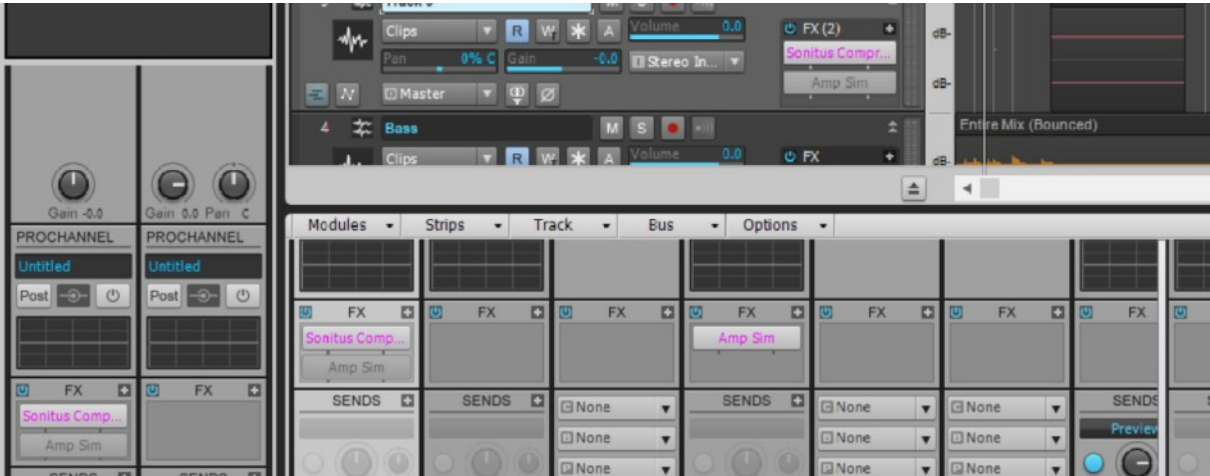 Clips R W A Volume 0.0 FX (2)
Pan 0% C Gain -0.0 Stereo In... Sonitus Compr...
Amp Sim
Master
4 Bass M S
Clips R W A Volume 0.0 FX
dB-
dB-
dB-
Entire Mix (Bounced)
Gain -0.0
Gain 0.0 Pan C
PROCHANNEL
PROCHANNEL
Untitled
Untitled
Post
Post
FX
FX
Sonitus Comp...
Amp Sim
Modules Strips Track Bus Options
FX FX FX FX FX FX FX
Sonitus Comp...
Amp Sim
Amp Sim
SENDS SENDS None SENDS None None SENDS
None None None Preview
None None None